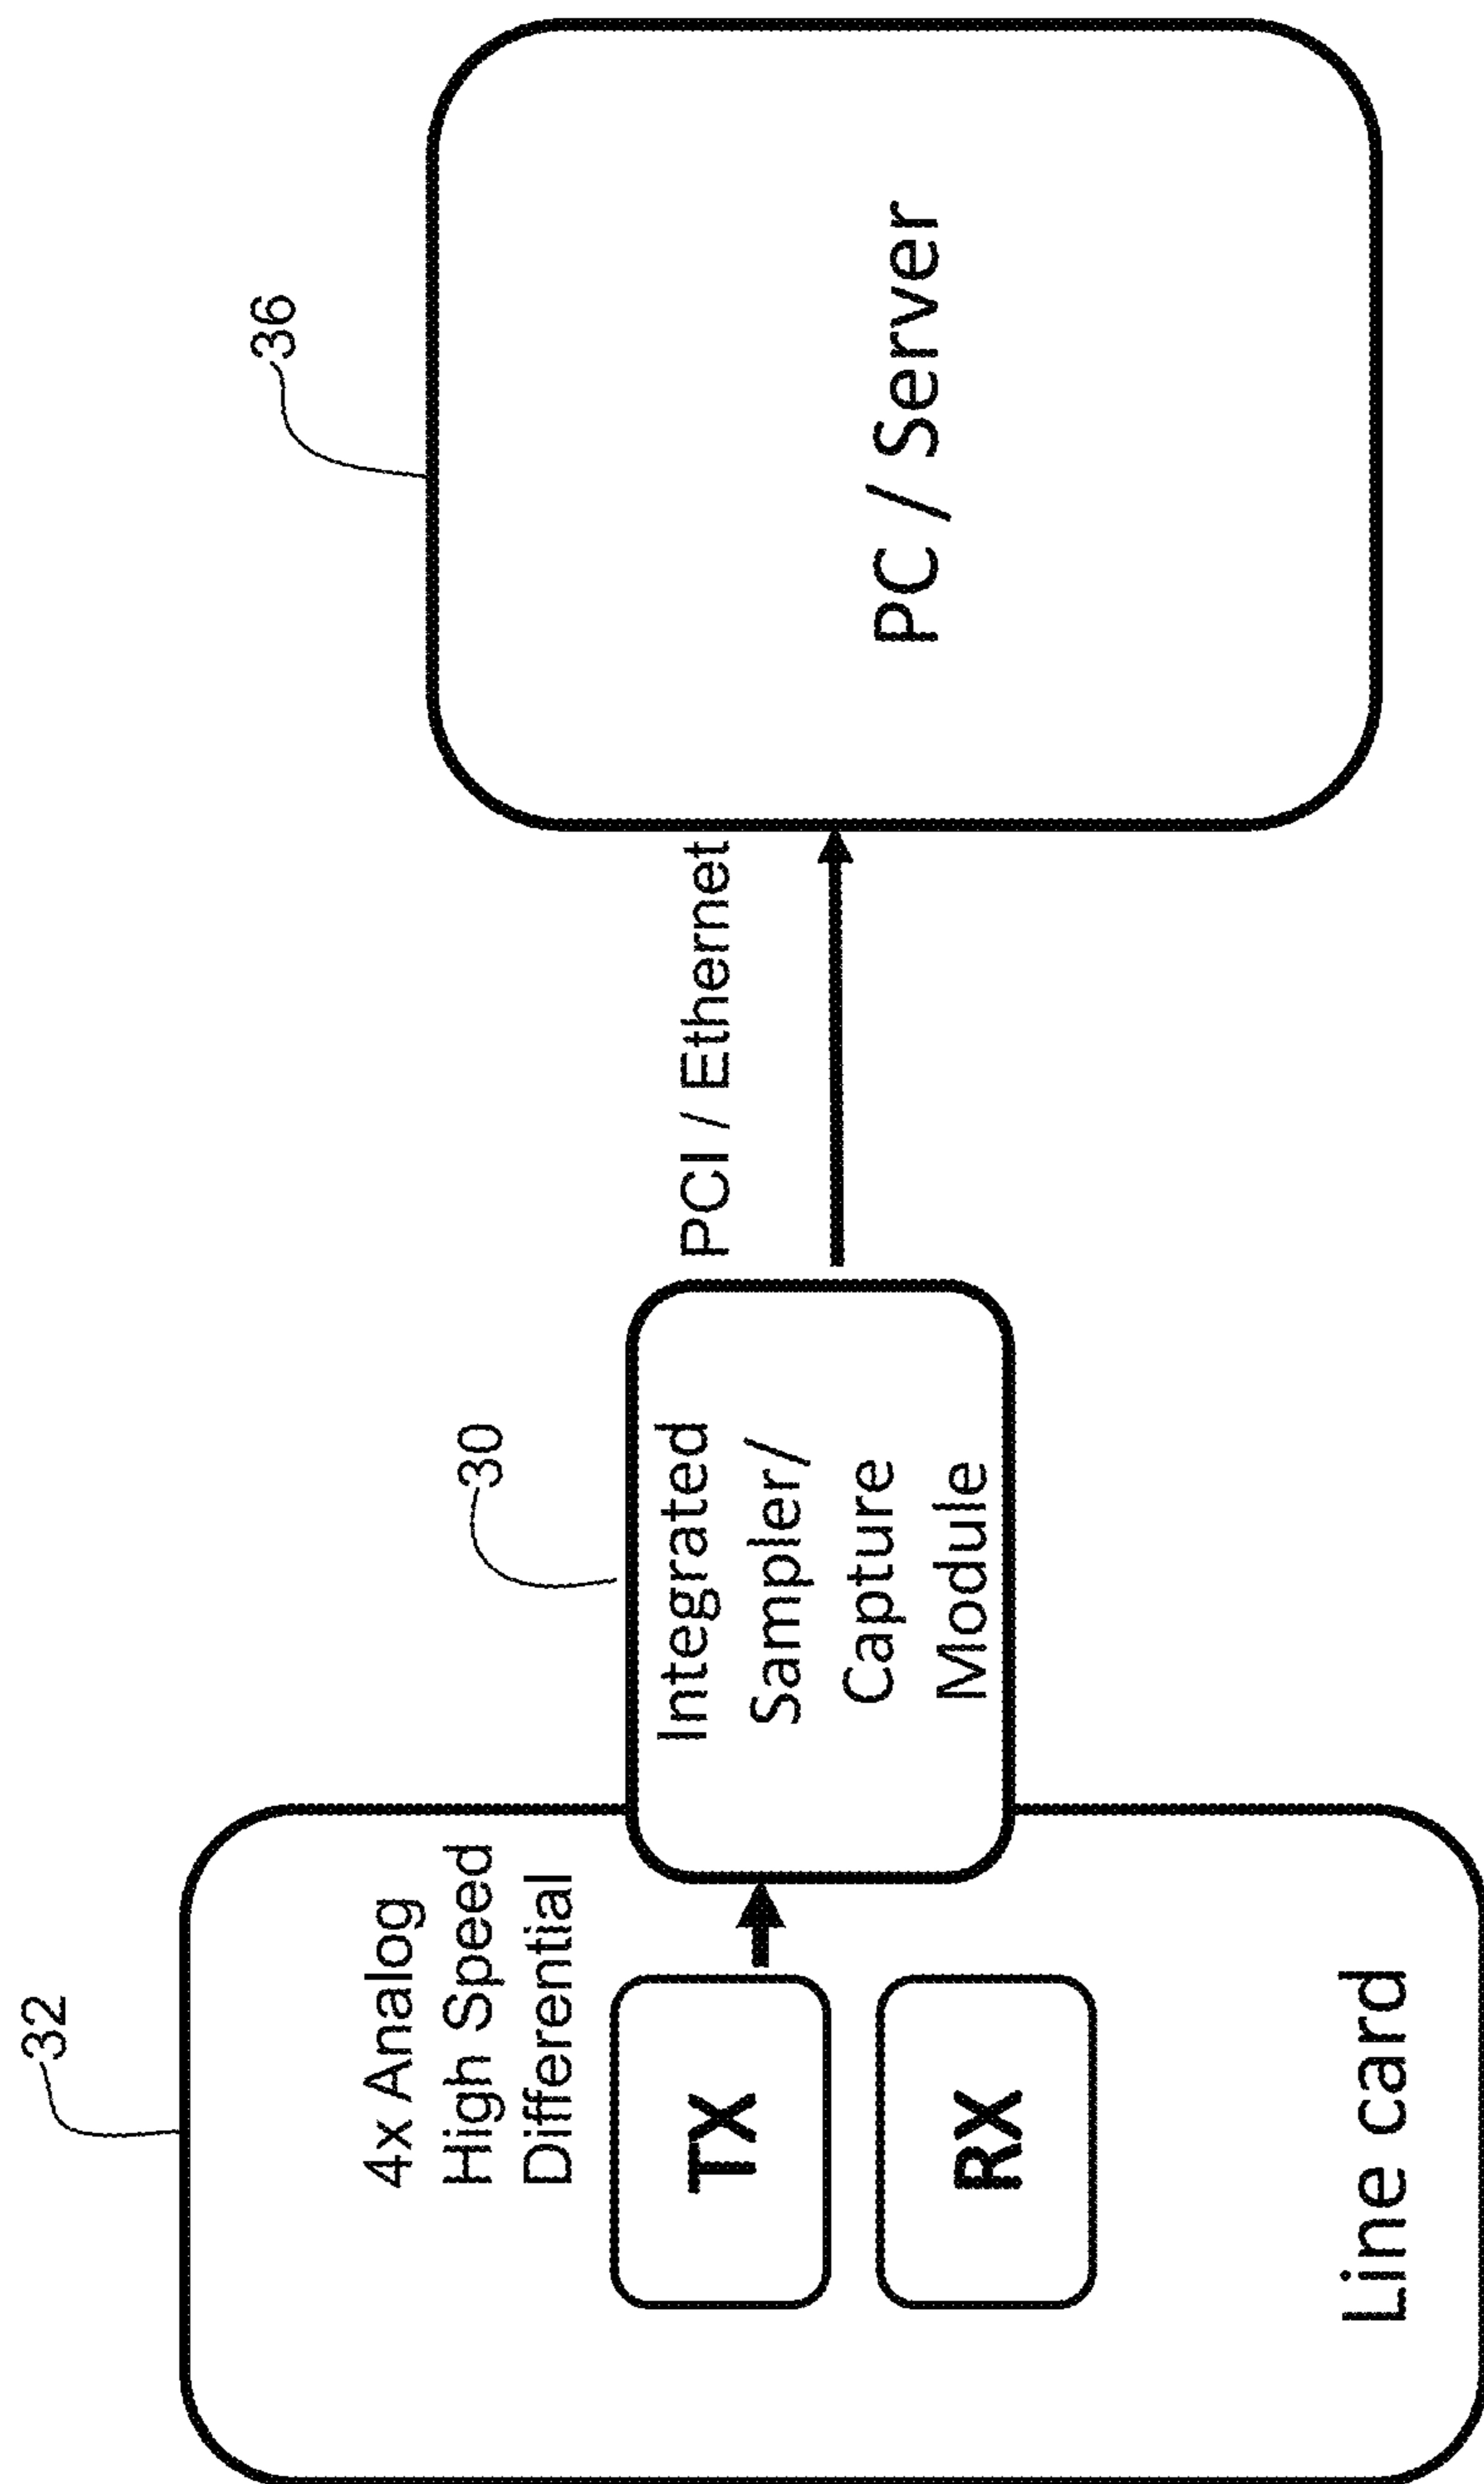 32
4x Analog
High Speed
Differential
TX
RX
Line card
30
Integrated
Sampler/
Capture
Module
PCI / Ethernet
36
PC / Server